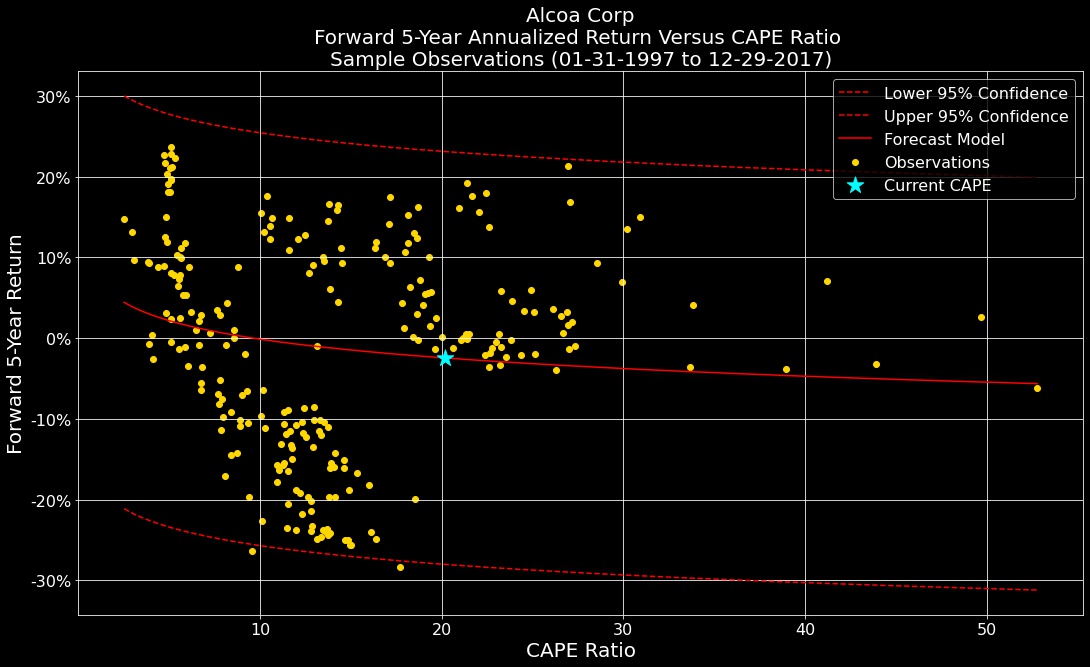 Alcoa Corp
Forward 5-Year Annualized Return Versus CAPE Ratio
Sample Observations (01-31-1997 to 12-29-2017)
Lower 95% Confidence
Upper 95% Confidence
Forecast Model
Observations
Current CAPE
Forward 5-Year Return
30%
20%
10%
0%
-10%
-20%
-30%
10 20 30 40 50
CAPE Ratio